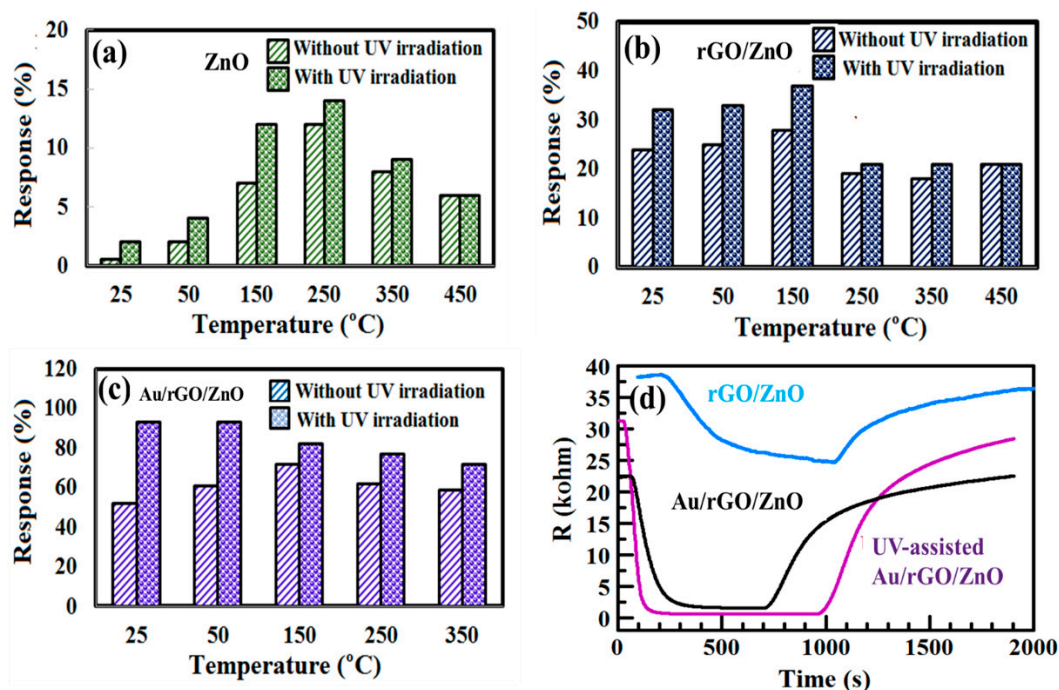 (a)
ZnO
Without UV irradiation
With UV irradiation
Response (%)
20
15
10
5
0
25 50 150 250 350 450
Temperature (°C)
(b)
rGO/ZnO
Without UV irradiation
With UV irradiation
Response (%)
50
40
30
20
10
0
25 50 150 250 350 450
Temperature (°C)
(c)
Au/rGO/ZnO
Without UV irradiation
With UV irradiation
Response (%)
120
100
80
60
40
20
0
25 50 150 250 350
Temperature (°C)
(d)
rGO/ZnO
Au/rGO/ZnO
UV-assisted
Au/rGO/ZnO
R (kohm)
40
35
30
25
20
15
10
5
0
0 500 1000 1500 2000
Time (s)